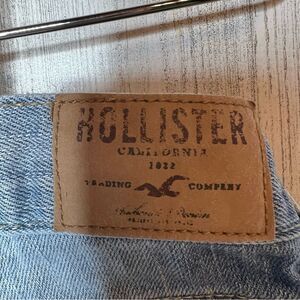 HOLLISTER
CALIFORNIA
1922
TRADING COMPANY